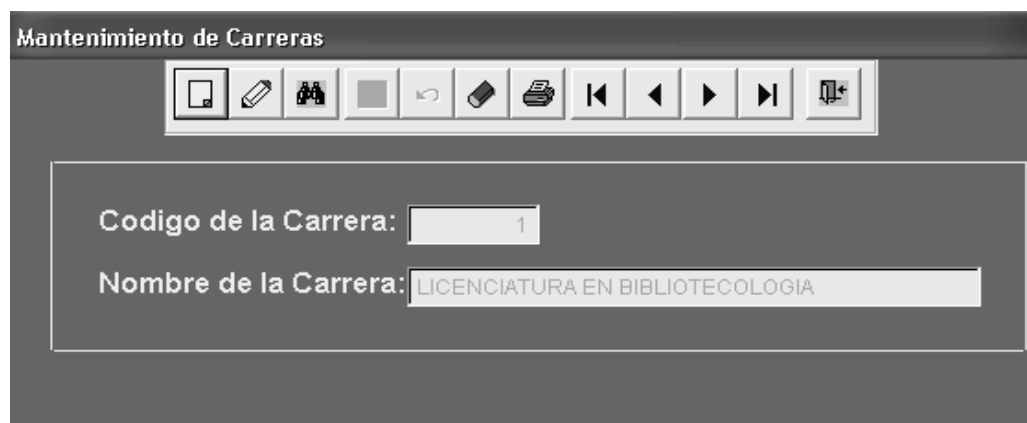 Mantenimiento de Carreras
Codigo de la Carrera: 1
Nombre de la Carrera: LICENCIATURA EN BIBLIOTECOLOGIA